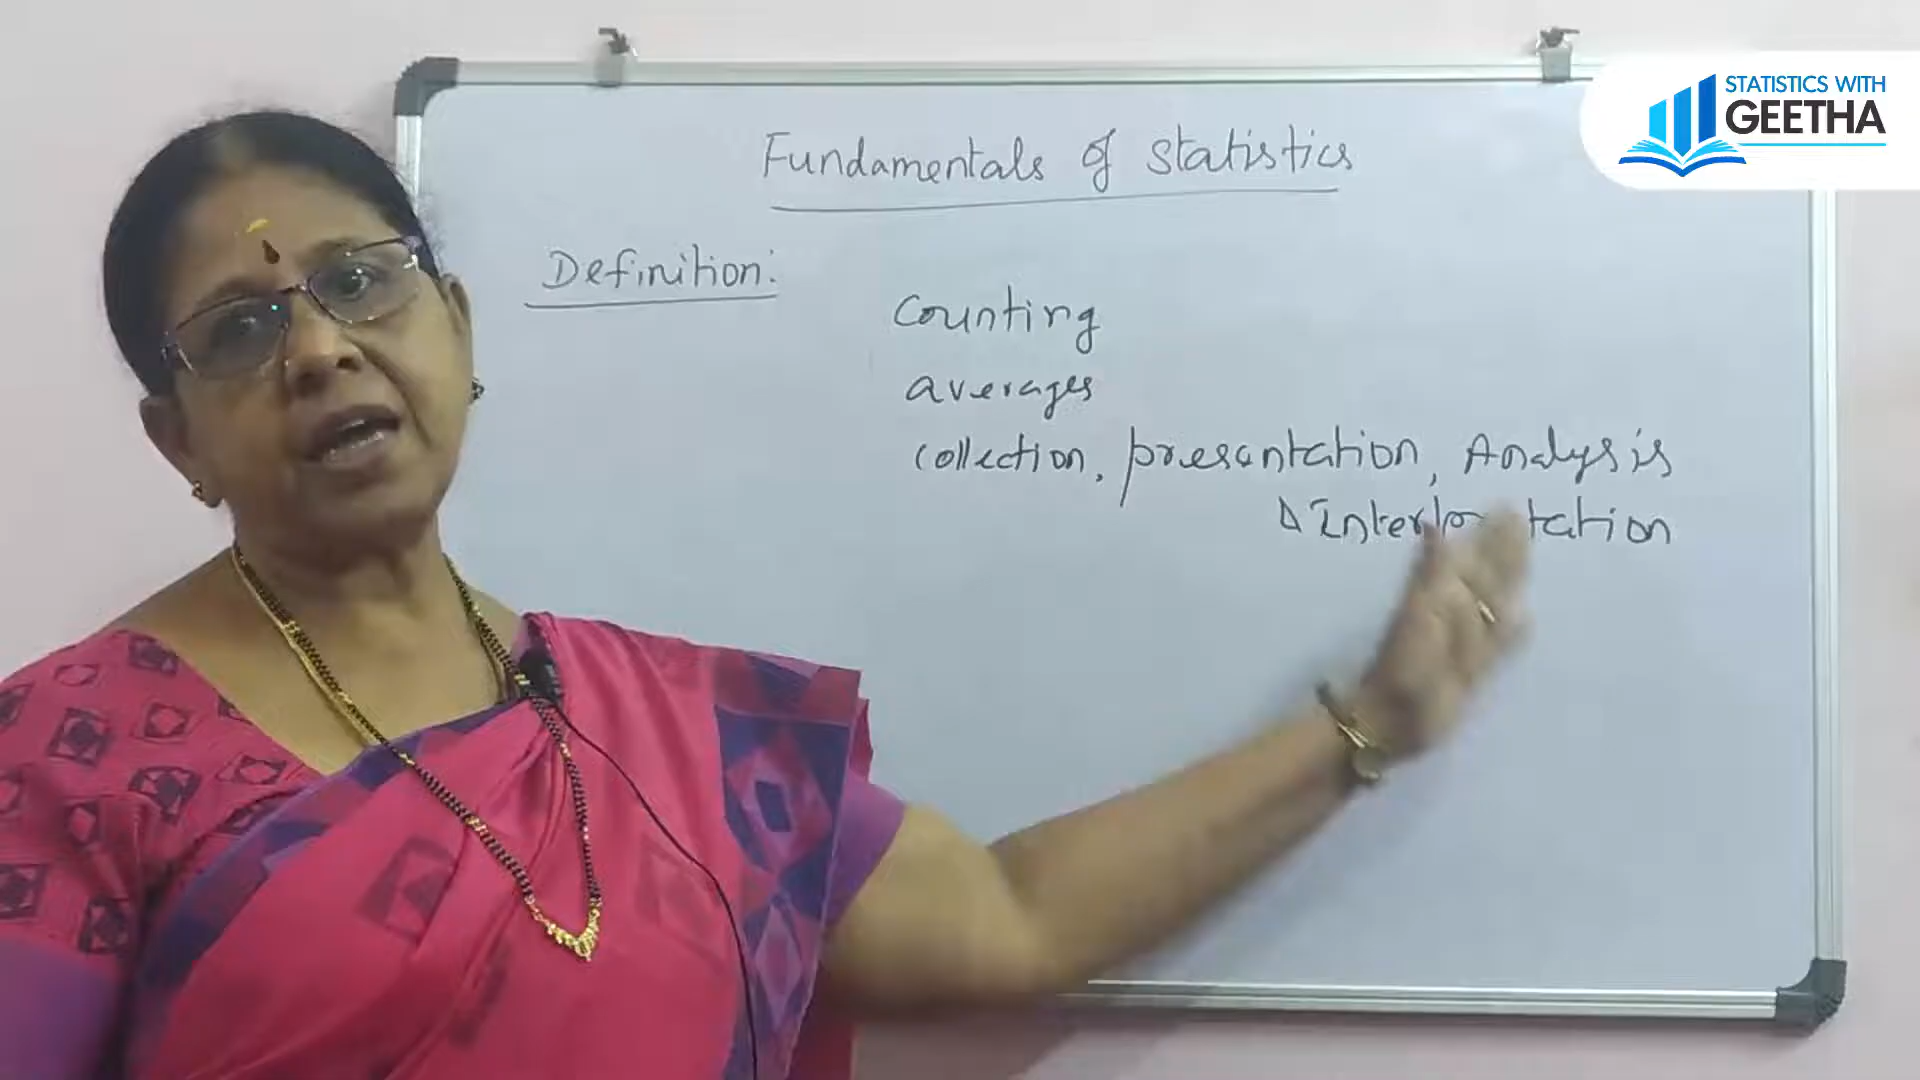 STATISTICS WITH
GEETHA
Fundamentals of Statistics
Definition:
Counting
averages
Collection, presentation, Analysis